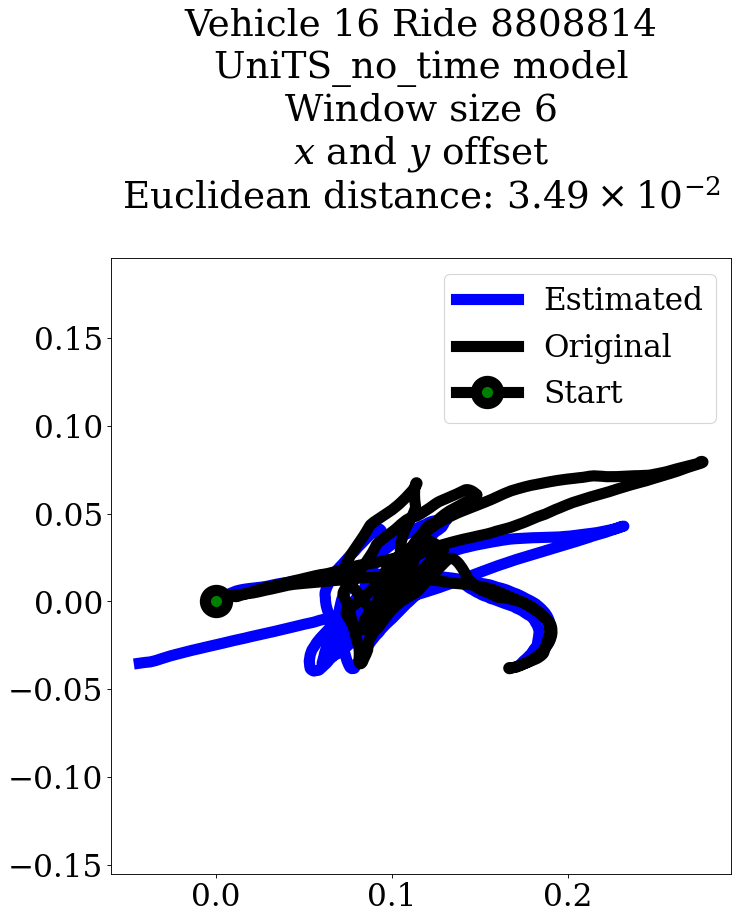 Vehicle 16 Ride 8808814
UniTS_no_time model
Window size 6
x and y offset
Euclidean distance: 3.49 × 10⁻²
Estimated
Original
Start
0.15
0.10
0.05
0.00
−0.05
−0.10
−0.15
0.0 0.1 0.2